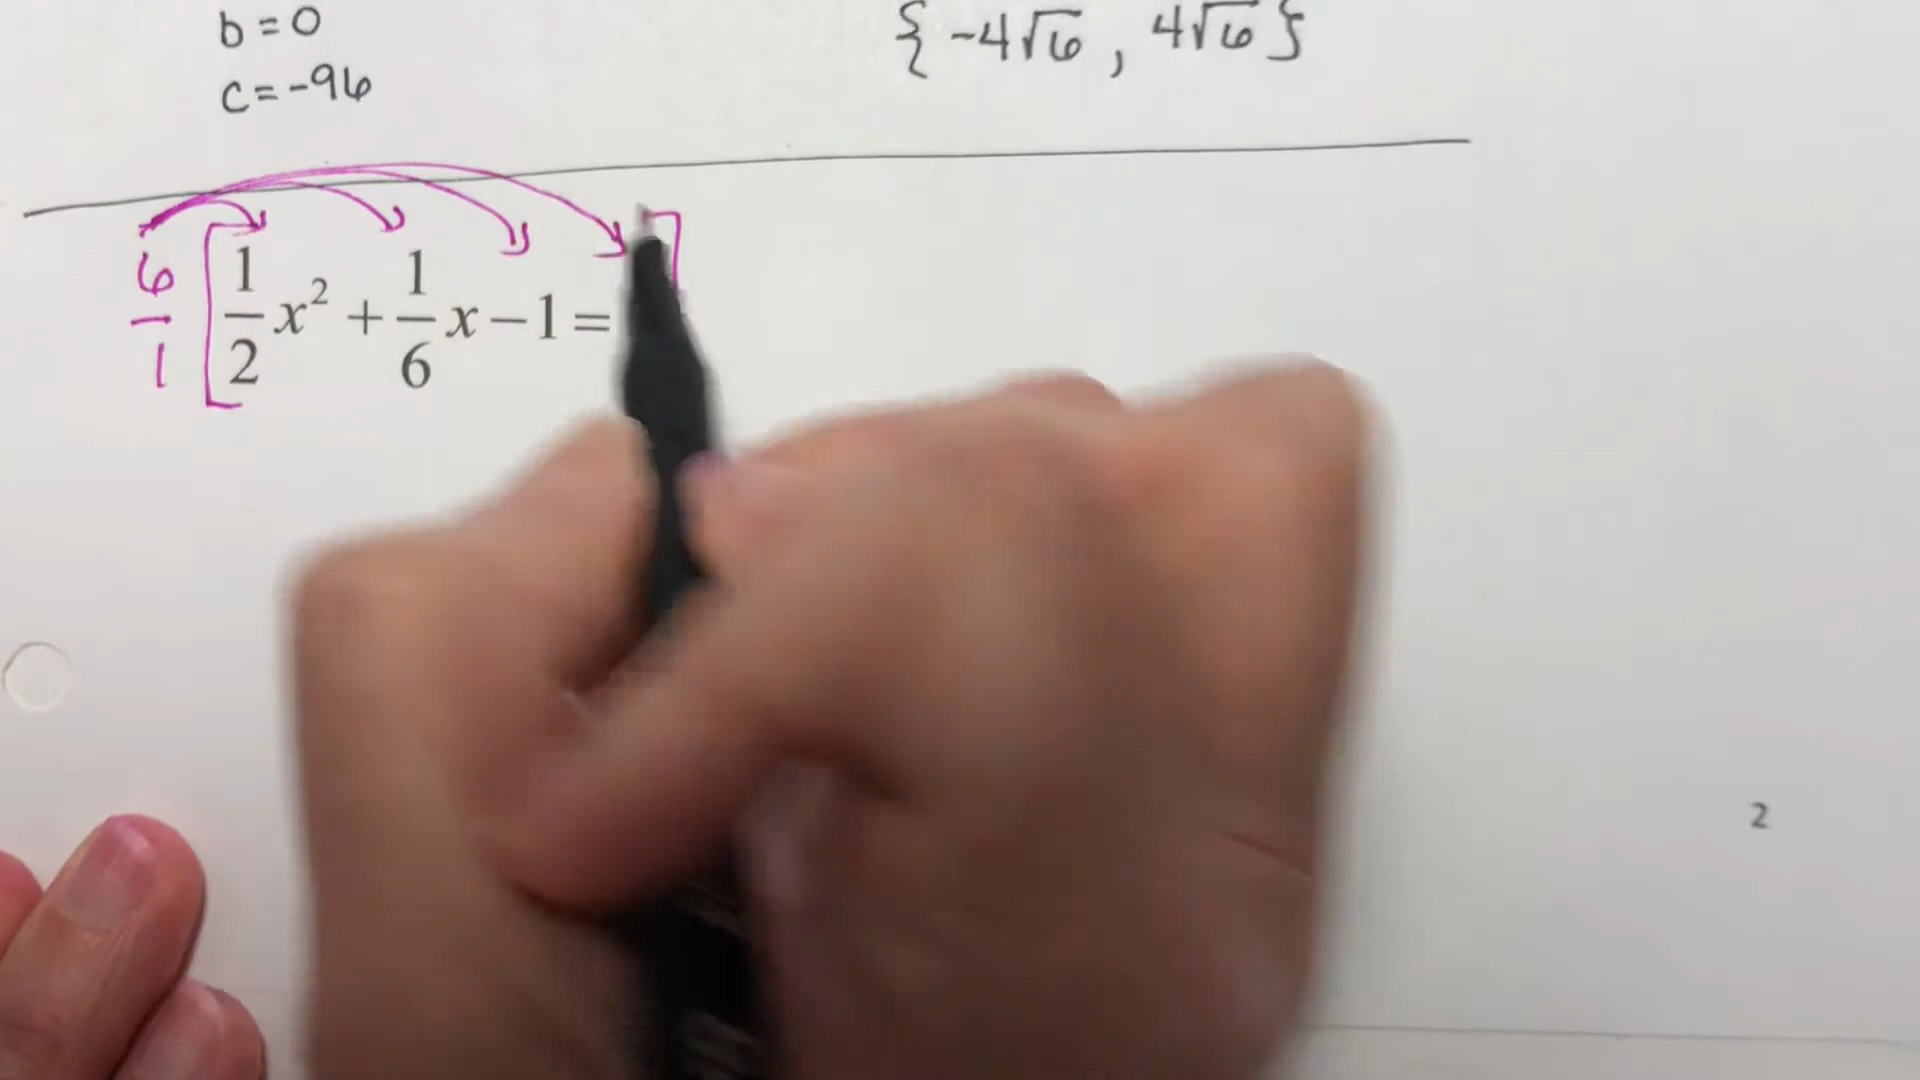 b = 0
c = -96
{ -4√6 , 4√6 }
6/1 [ 1/2 x² + 1/6 x − 1 = ]
2